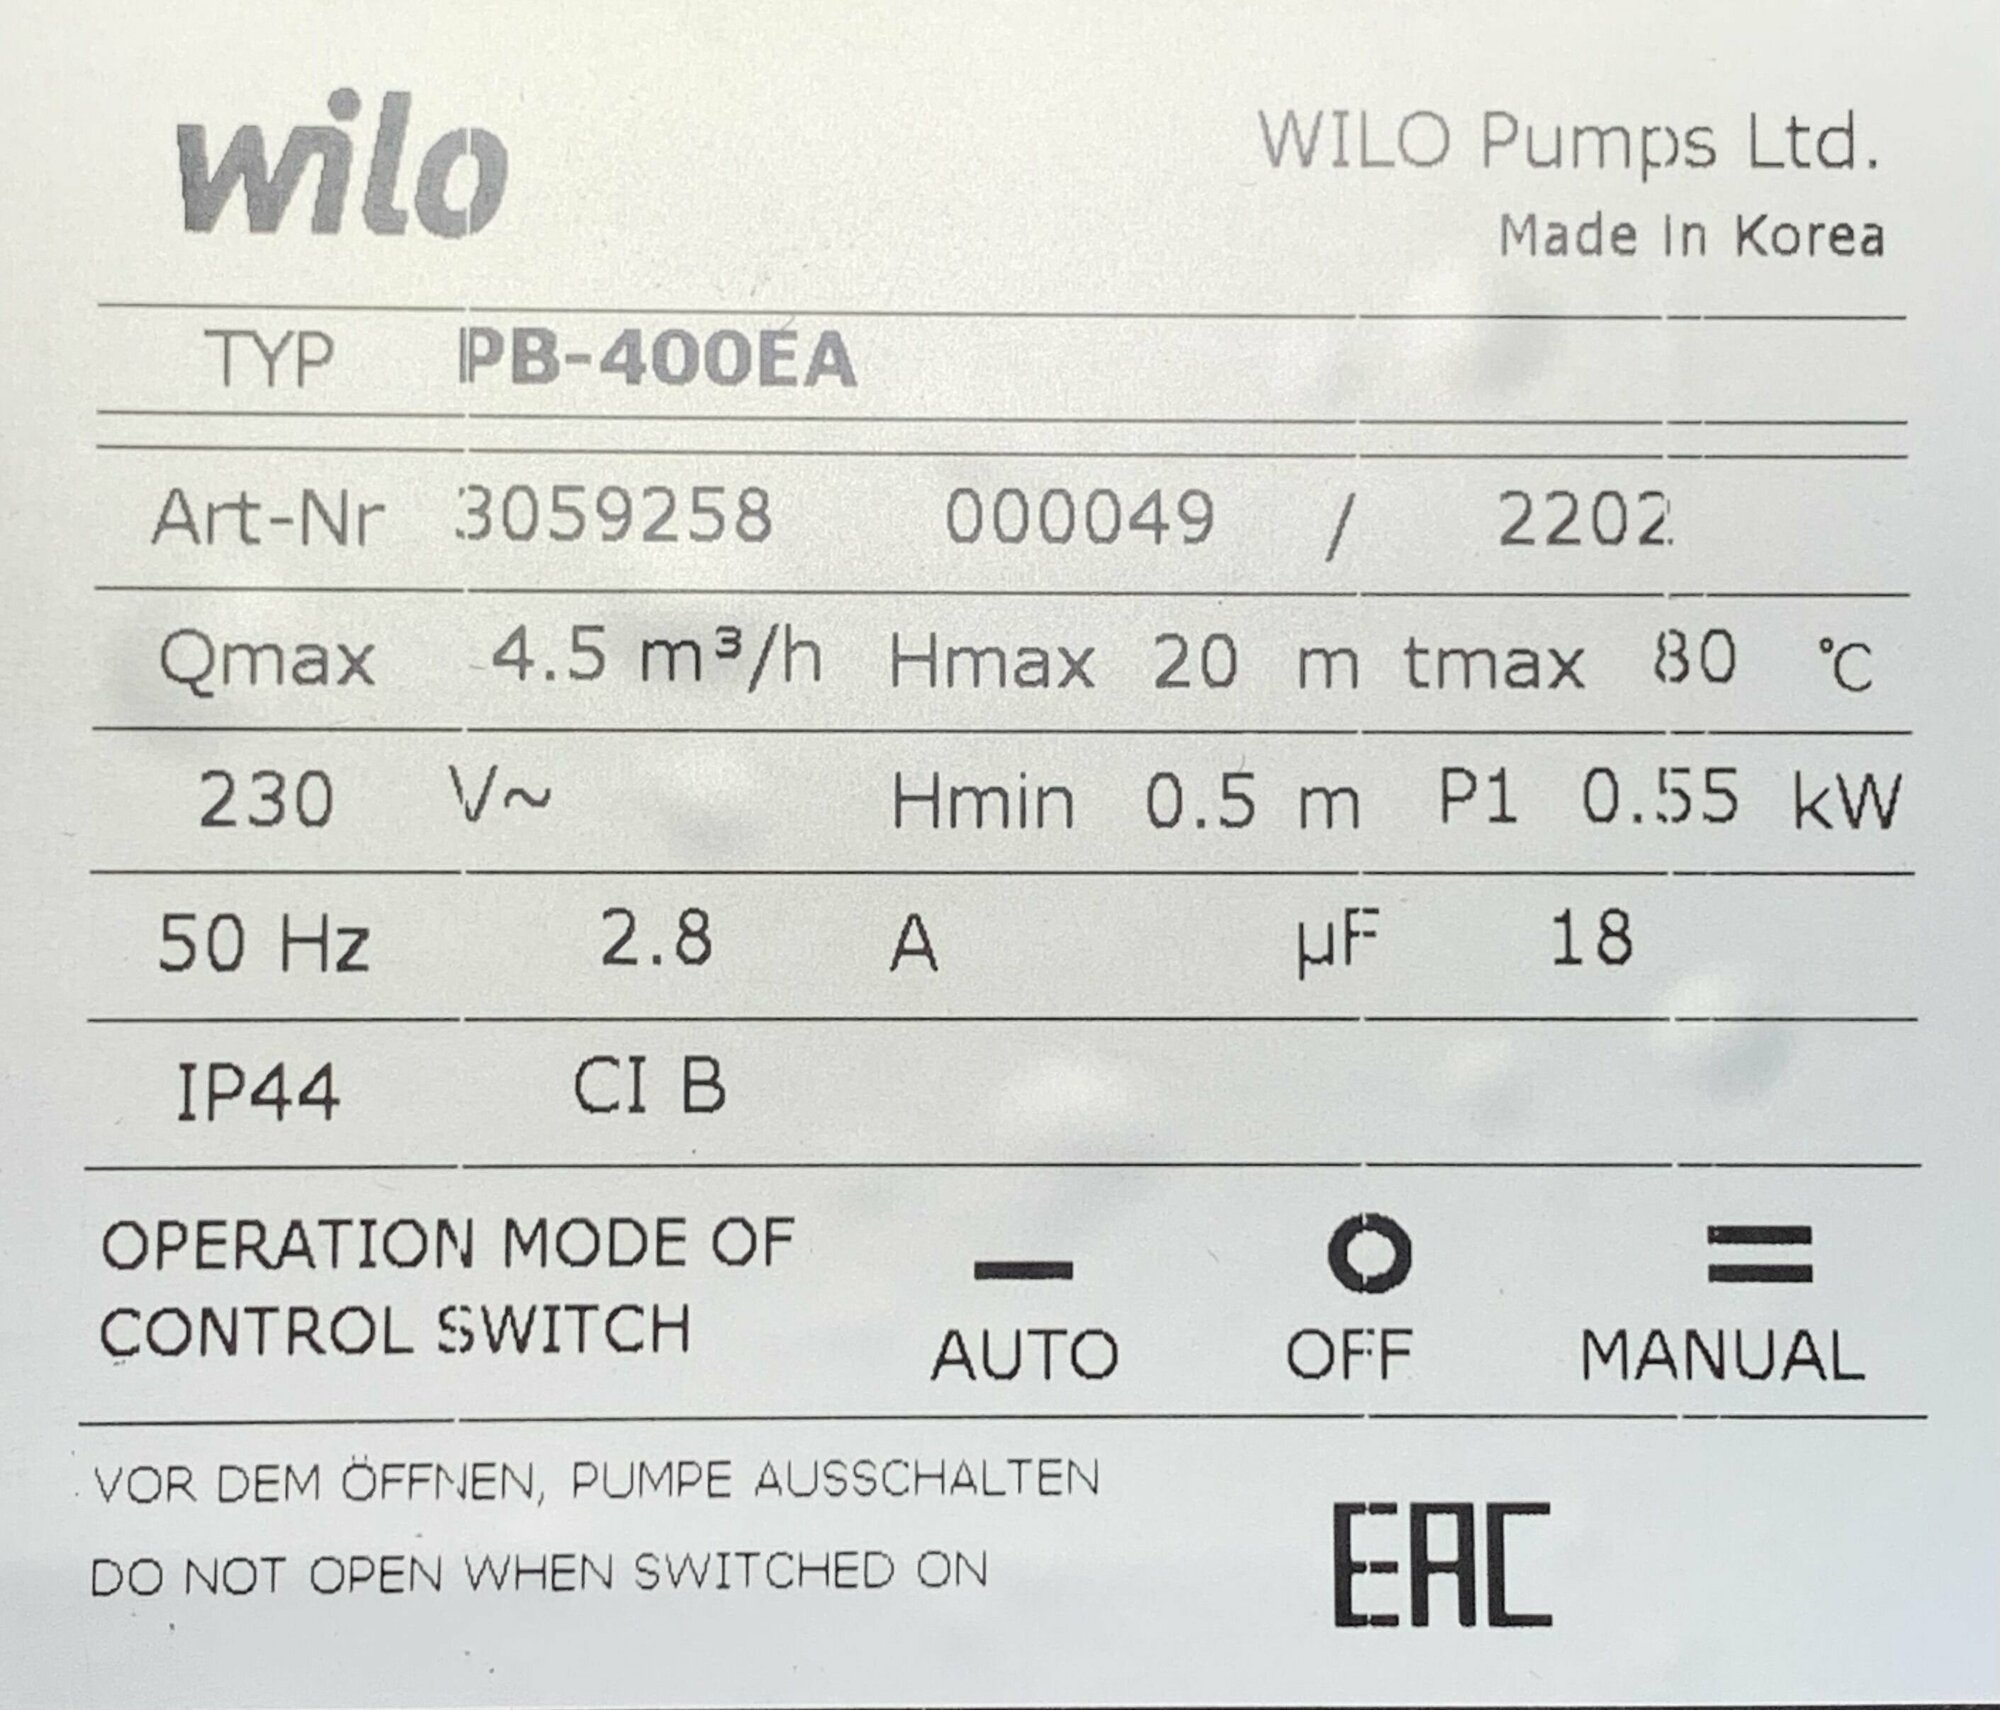 wilo
WILO Pumps Ltd.
Made In Korea
TYP PB-400EA
Art-Nr 3059258 000049 / 2202
Qmax 4.5 m³/h Hmax 20 m tmax 80 °C
230 V~ Hmin 0.5 m P1 0.55 kW
50 Hz 2.8 A µF 18
IP44 CI B
OPERATION MODE OF
CONTROL SWITCH
AUTO OFF MANUAL
VOR DEM ÖFFNEN, PUMPE AUSSCHALTEN
DO NOT OPEN WHEN SWITCHED ON
EAC